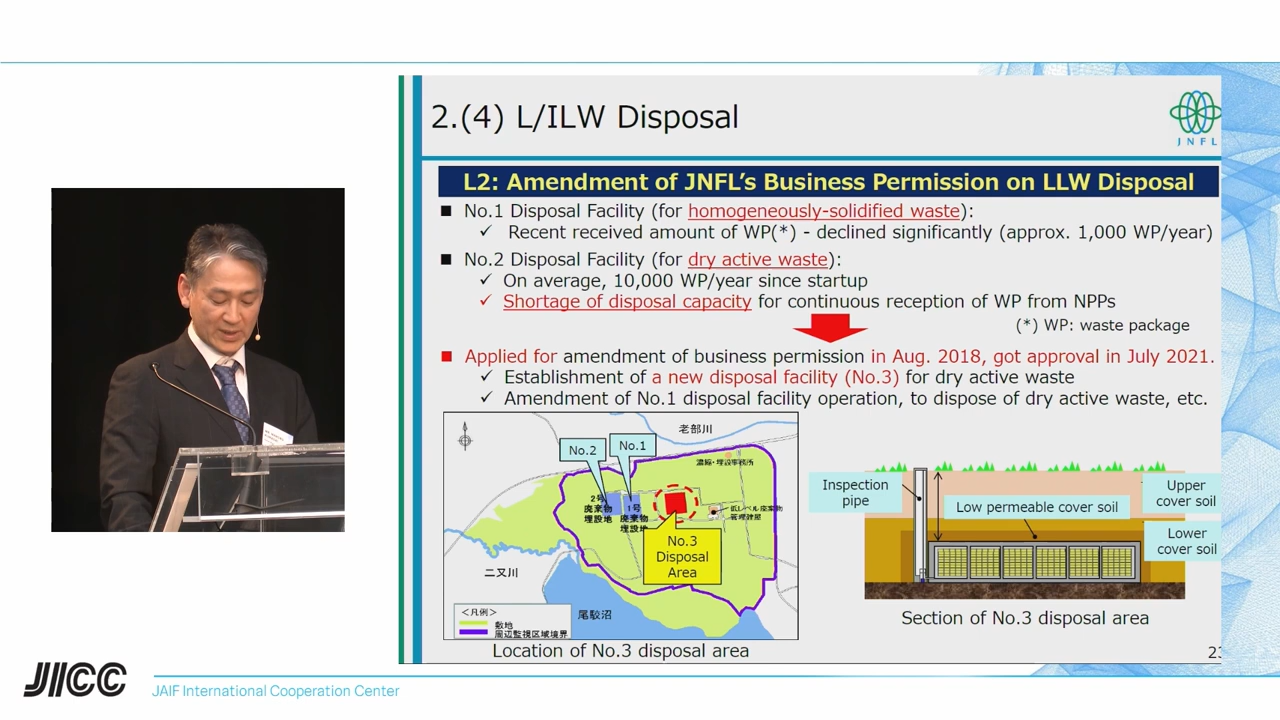 2.(4) L/ILW Disposal
JNFL
L2: Amendment of JNFL's Business Permission on LLW Disposal
■ No.1 Disposal Facility (for homogeneously-solidified waste):
✓ Recent received amount of WP(*) - declined significantly (approx. 1,000 WP/year)
■ No.2 Disposal Facility (for dry active waste):
✓ On average, 10,000 WP/year since startup
✓ Shortage of disposal capacity for continuous reception of WP from NPPs
(*) WP: waste package
■ Applied for amendment of business permission in Aug. 2018, got approval in July 2021.
✓ Establishment of a new disposal facility (No.3) for dry active waste
✓ Amendment of No.1 disposal facility operation, to dispose of dry active waste, etc.
老部川
No.2
No.1
濃縮・埋設事務所
2号
廃棄物
埋設地
1号
廃棄物
埋設地
低レベル廃棄物
管理建屋
No.3
Disposal
Area
二又川
尾駮沼
＜凡例＞
敷地
周辺監視区域境界
Location of No.3 disposal area
Inspection
pipe
Low permeable cover soil
Upper
cover soil
Lower
cover soil
Section of No.3 disposal area
JICC
JAIF International Cooperation Center